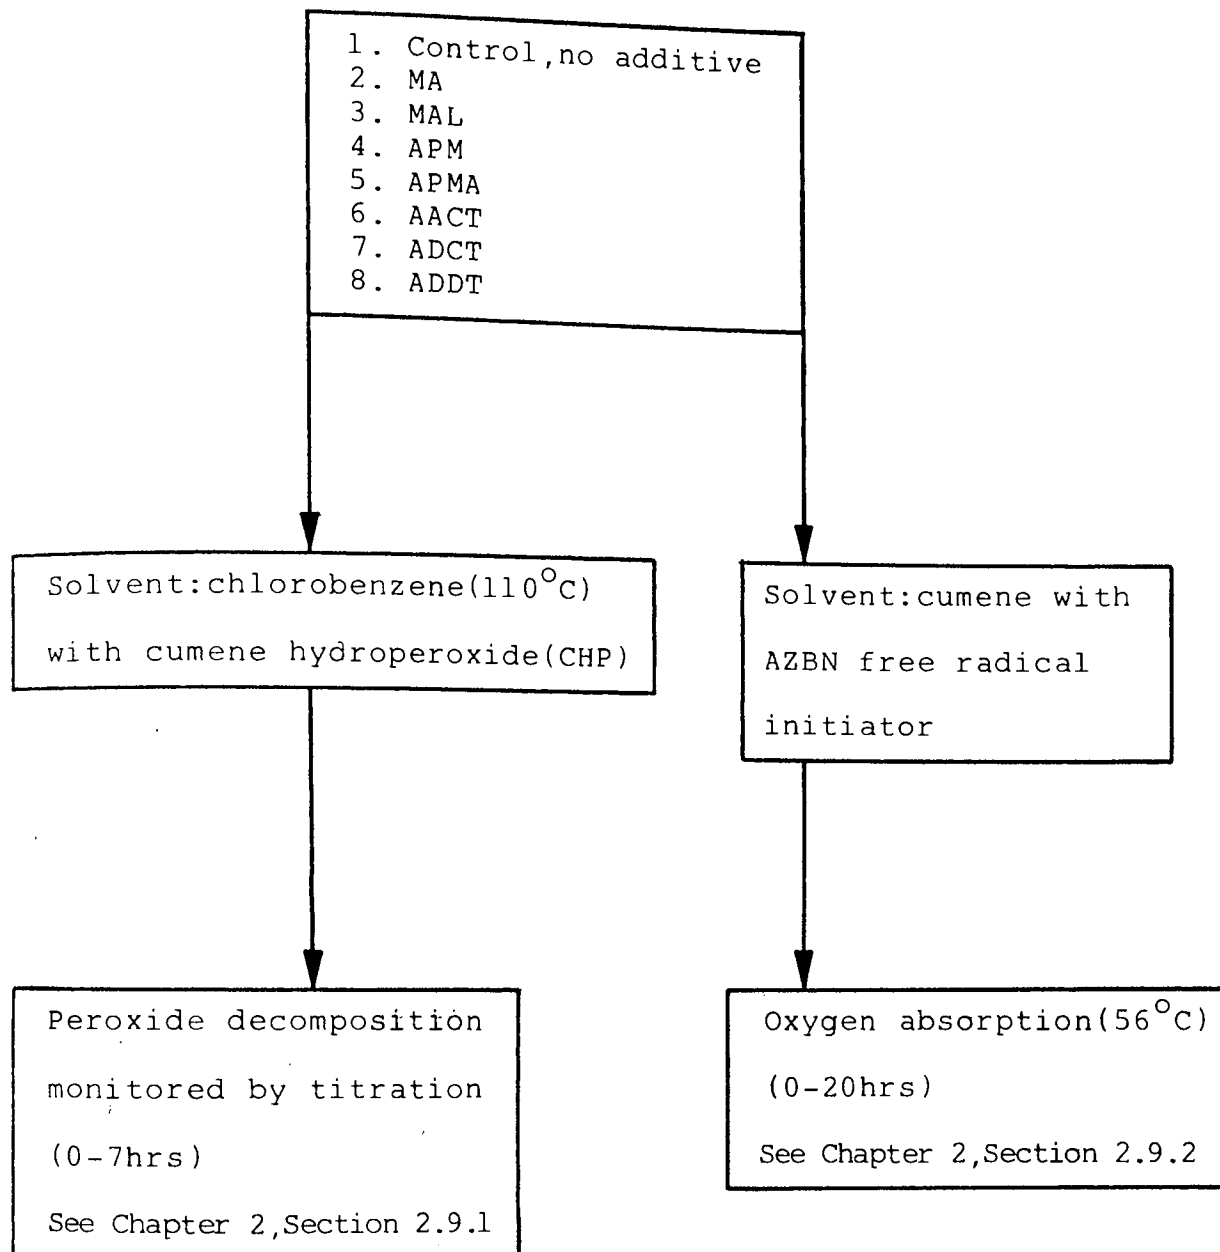 1. Control,no additive
2. MA
3. MAL
4. APM
5. APMA
6. AACT
7. ADCT
8. ADDT
Solvent:chlorobenzene(110°C)
with cumene hydroperoxide(CHP)
Solvent:cumene with
AZBN free radical
initiator
Peroxide decomposition
monitored by titration
(0-7hrs)
See Chapter 2,Section 2.9.1
Oxygen absorption(56°C)
(0-20hrs)
See Chapter 2,Section 2.9.2